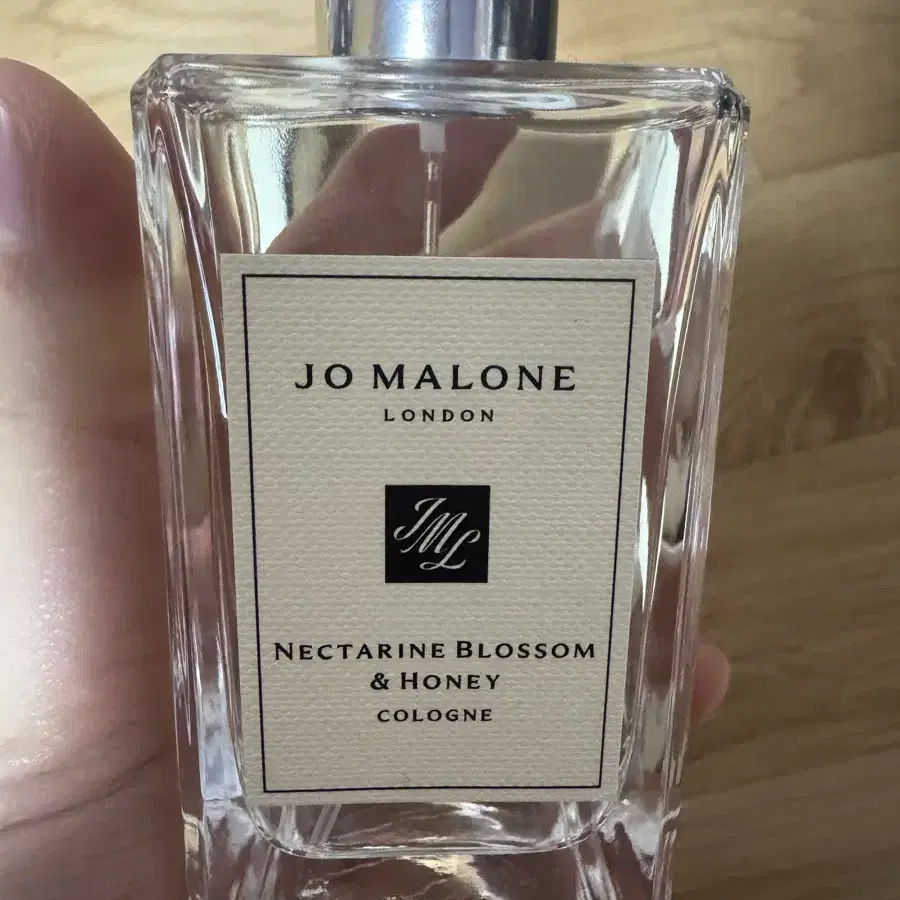 JO MALONE
LONDON
JML
NECTARINE BLOSSOM
& HONEY
COLOGNE